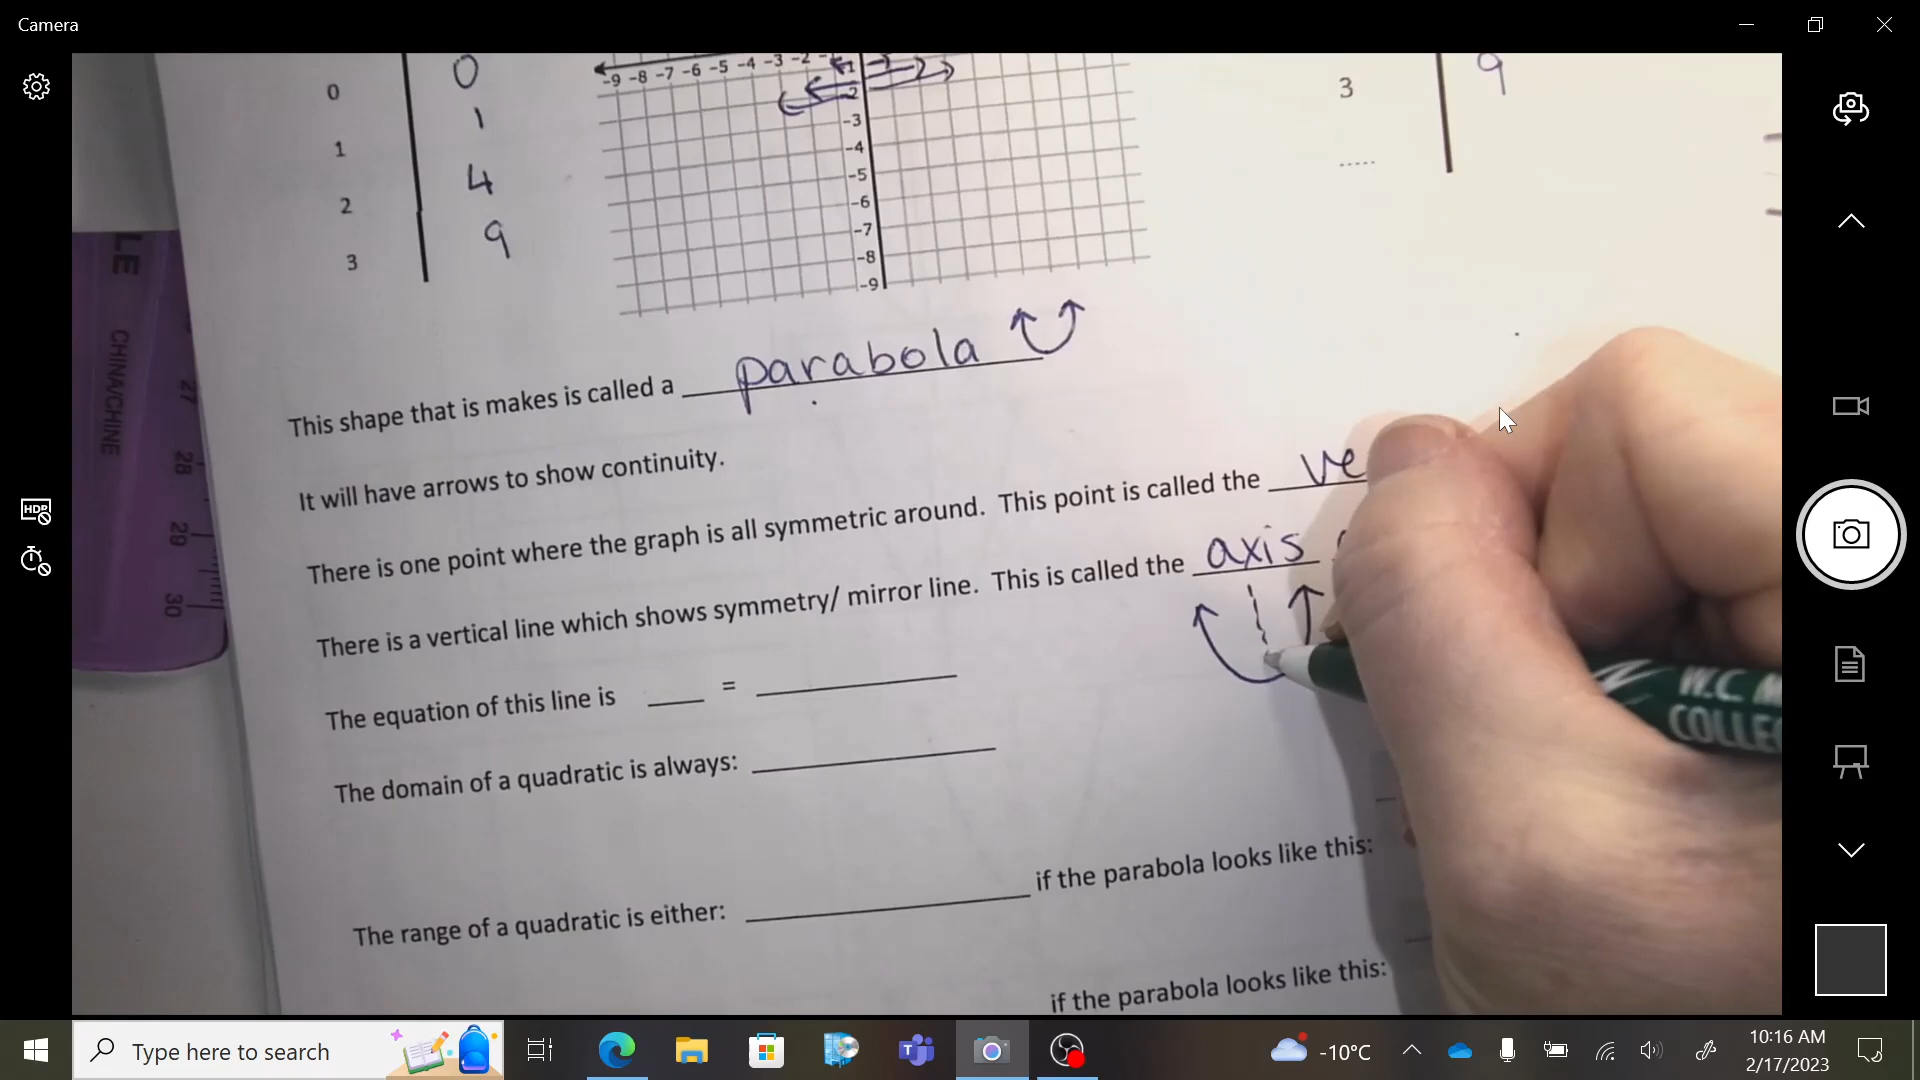 Camera
-9 -8 -7 -6 -5 -4 -3 -2
0 0
1 1
2 4
3 9
-2
-3
-4
-5
-6
-7
-8
-9
3 9
.....
LE
CHINA/CHINE
27
28
29
30
This shape that is makes is called a parabola
It will have arrows to show continuity.
There is one point where the graph is all symmetric around. This point is called the ve
There is a vertical line which shows symmetry/ mirror line. This is called the axis
The equation of this line is ____ = ________
The domain of a quadratic is always: ________
The range of a quadratic is either: ________ if the parabola looks like this:
if the parabola looks like this:
W.C
COLLE
Type here to search
-10°C
10:16 AM
2/17/2023